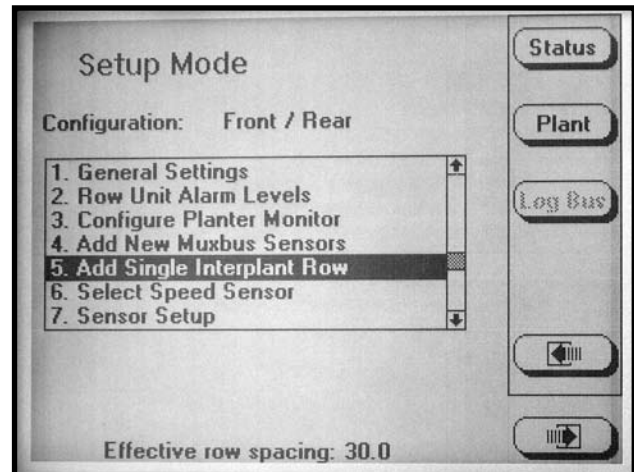 Setup Mode
Configuration: Front / Rear
1. General Settings
2. Row Unit Alarm Levels
3. Configure Planter Monitor
4. Add New Muxbus Sensors
5. Add Single Interplant Row
6. Select Speed Sensor
7. Sensor Setup
Effective row spacing: 30.0
Status
Plant
Log Bus